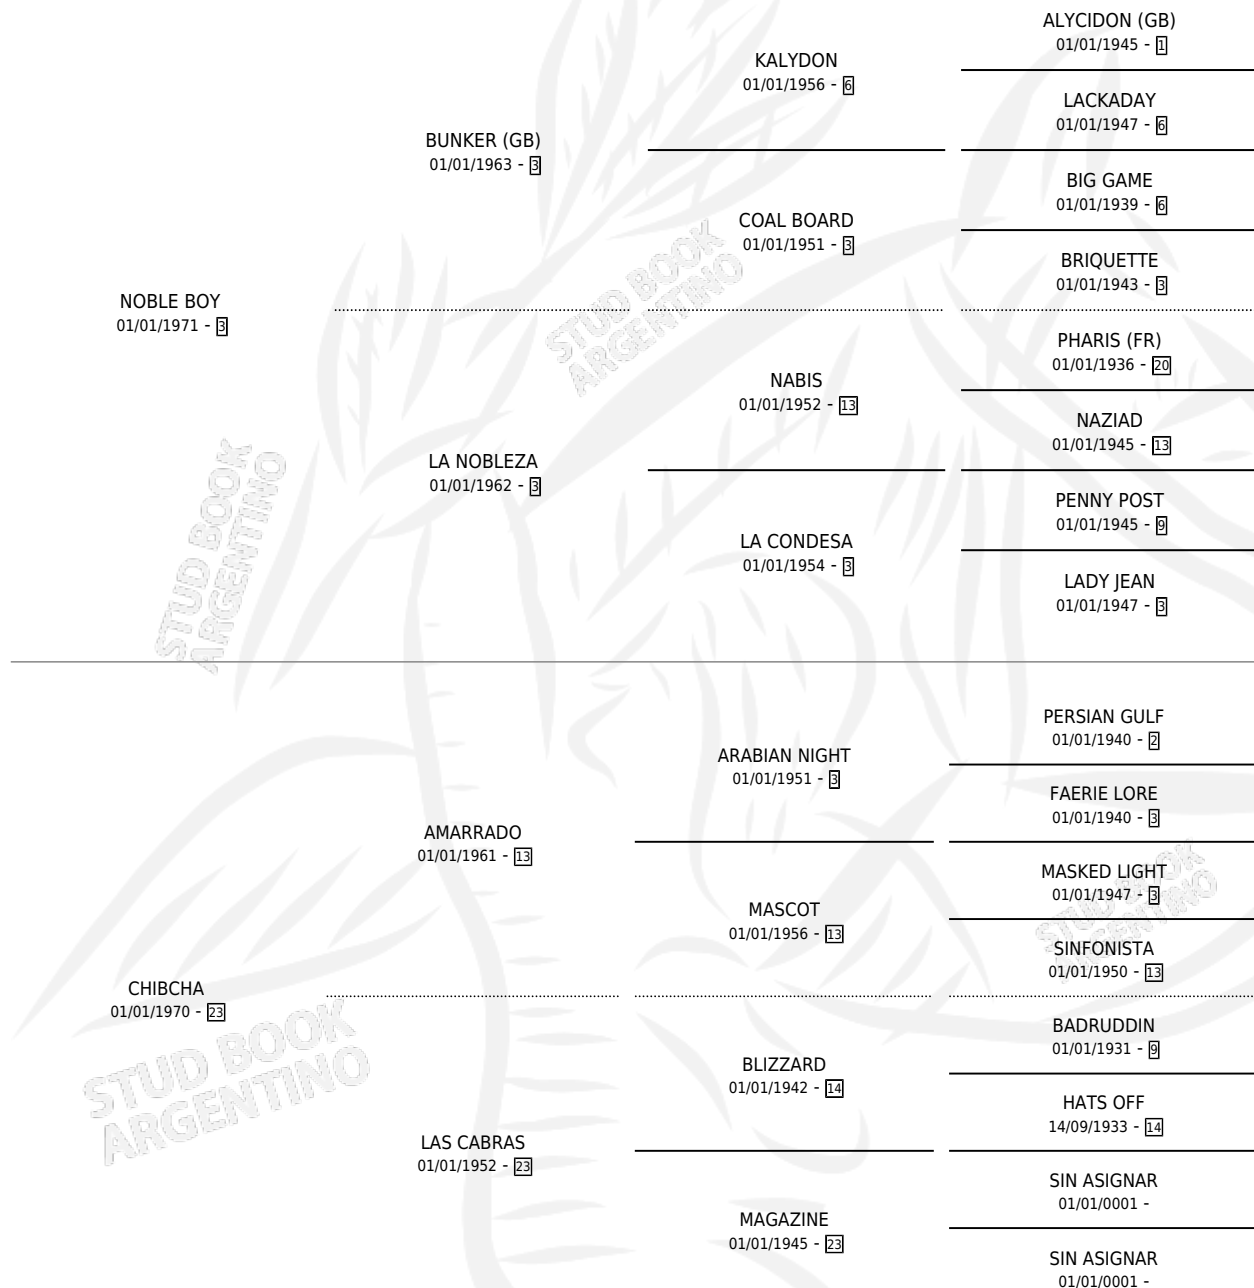 ALYCIDON (GB)
01/01/1945 - 1
KALYDON
01/01/1956 - 6
LACKADAY
01/01/1947 - 6
BUNKER (GB)
01/01/1963 - 3
BIG GAME
01/01/1939 - 6
COAL BOARD
01/01/1951 - 3
BRIQUETTE
01/01/1943 - 3
NOBLE BOY
01/01/1971 - 3
PHARIS (FR)
01/01/1936 - 20
NABIS
01/01/1952 - 13
NAZIAD
01/01/1945 - 13
LA NOBLEZA
01/01/1962 - 3
PENNY POST
01/01/1945 - 9
LA CONDESA
01/01/1954 - 3
LADY JEAN
01/01/1947 - 3
STUD BOOK
ARGENTINO
STUD BOOK
ARGENTINO
PERSIAN GULF
01/01/1940 - 2
ARABIAN NIGHT
01/01/1951 - 3
FAERIE LORE
01/01/1940 - 3
AMARRADO
01/01/1961 - 13
MASKED LIGHT
01/01/1947 - 3
MASCOT
01/01/1956 - 13
SINFONISTA
01/01/1950 - 13
STUD BOOK
ARGENTINO
CHIBCHA
01/01/1970 - 23
BADRUDDIN
01/01/1931 - 9
BLIZZARD
01/01/1942 - 14
HATS OFF
14/09/1933 - 14
STUD BOOK
ARGENTINO
LAS CABRAS
01/01/1952 - 23
SIN ASIGNAR
01/01/0001 -
MAGAZINE
01/01/1945 - 23
SIN ASIGNAR
01/01/0001 -